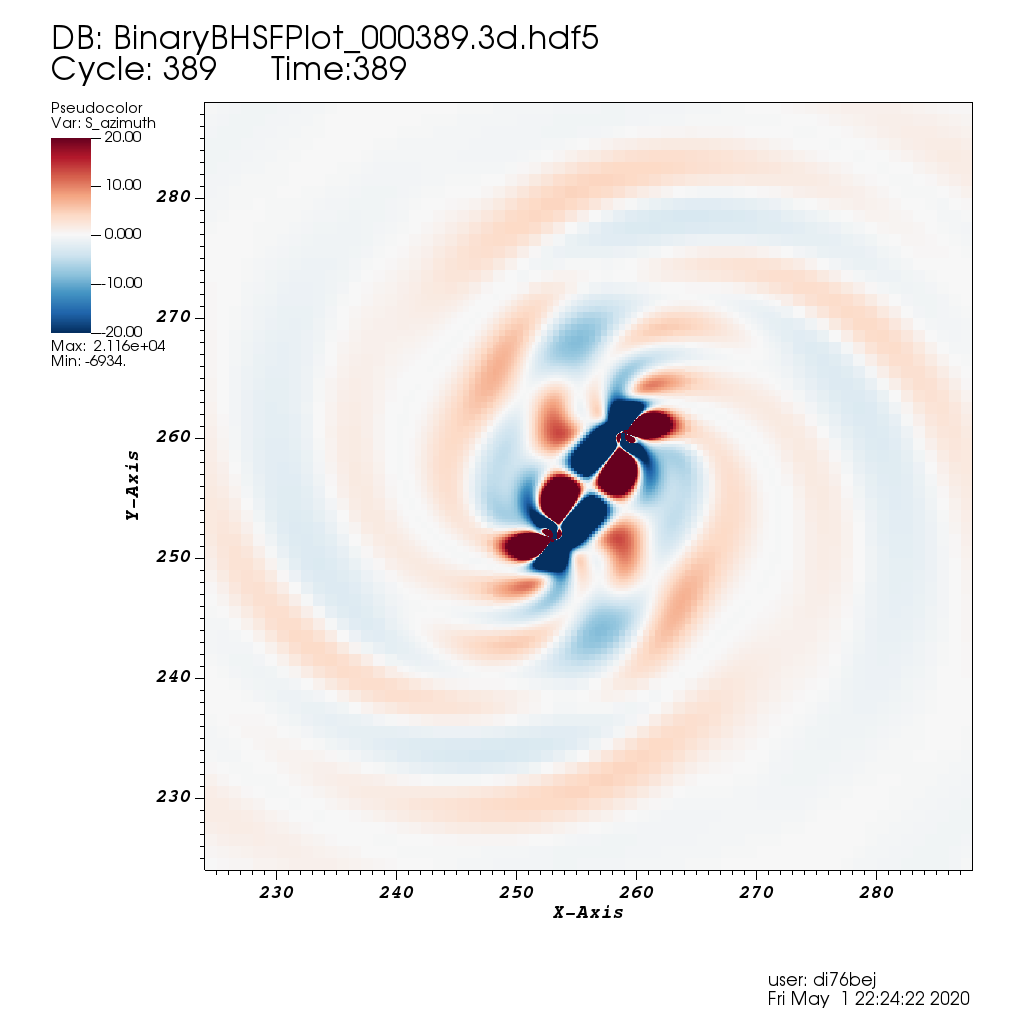 DB: BinaryBHSFPlot_000389.3d.hdf5
Cycle: 389 Time:389
Pseudocolor
Var: S_azimuth
20.00
10.00
0.000
-10.00
-20.00
Max: 2.116e+04
Min: -6934.
280
270
260
250
240
230
Y-Axis
230 240 250 260 270 280
X-Axis
user: di76bej
Fri May 1 22:24:22 2020